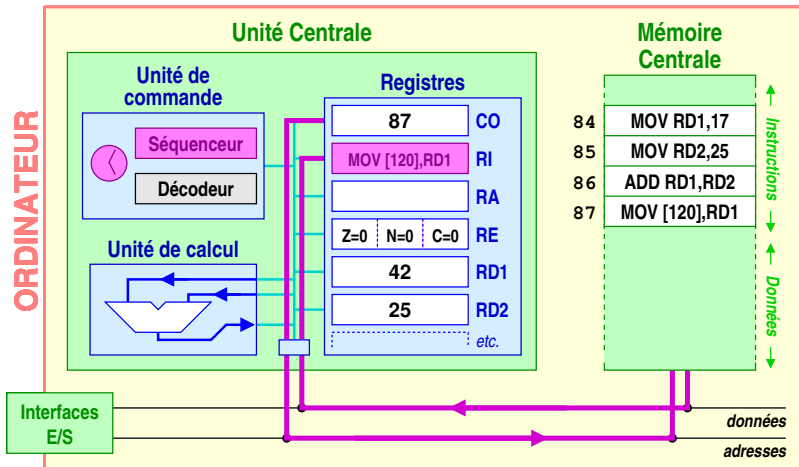 ORDINATEUR
Unité Centrale
Unité de
commande
Séquenceur
Décodeur
Unité de calcul
Registres
87 CO
MOV [120],RD1 RI
RA
Z=0 N=0 C=0 RE
42 RD1
25 RD2
etc.
Mémoire
Centrale
84 MOV RD1,17
85 MOV RD2,25
86 ADD RD1,RD2
87 MOV [120],RD1
Instructions
Données
Interfaces
E/S
données
adresses